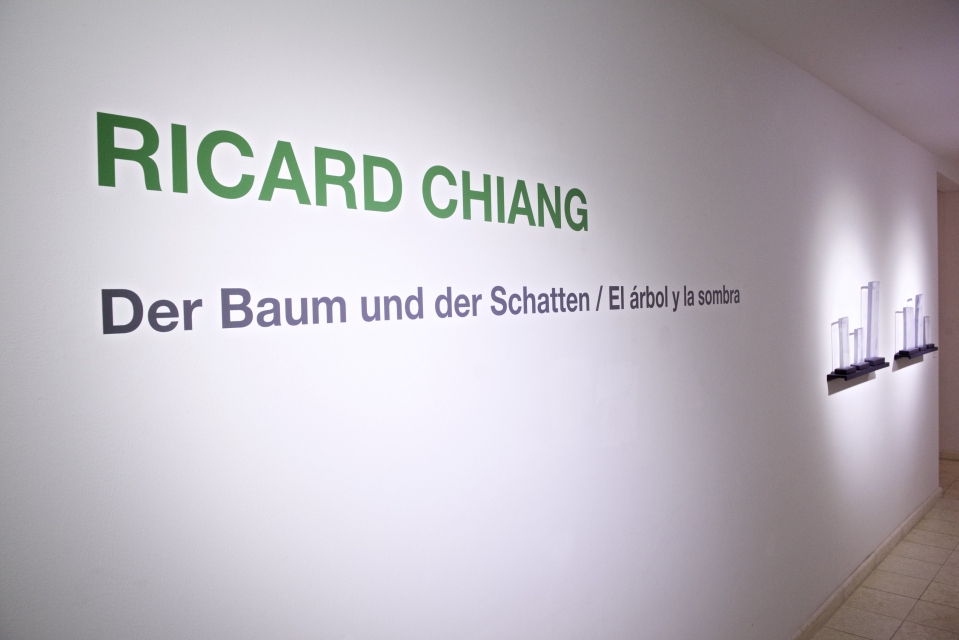 RICARD CHIANG
Der Baum und der Schatten / El árbol y la sombra